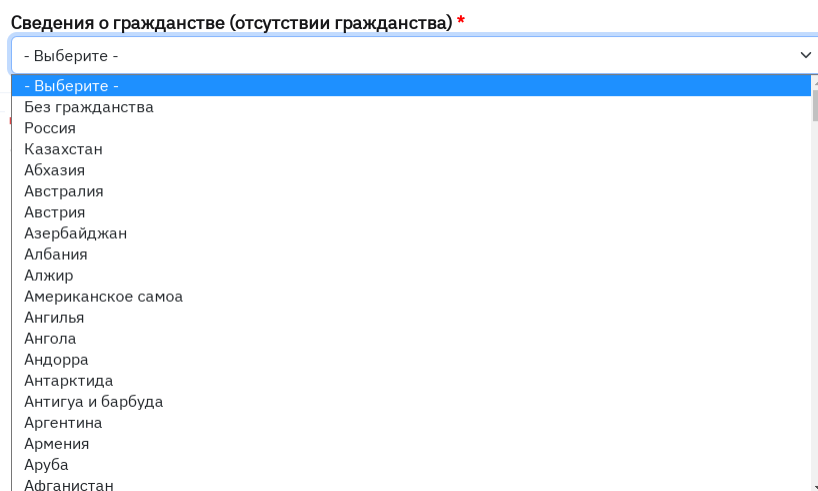 Сведения о гражданстве (отсутствии гражданства) *
- Выберите -
- Выберите -
Без гражданства
Россия
Казахстан
Абхазия
Австралия
Австрия
Азербайджан
Албания
Алжир
Американское самоа
Ангилья
Ангола
Андорра
Антарктида
Антигуа и барбуда
Аргентина
Армения
Аруба
Афганистан